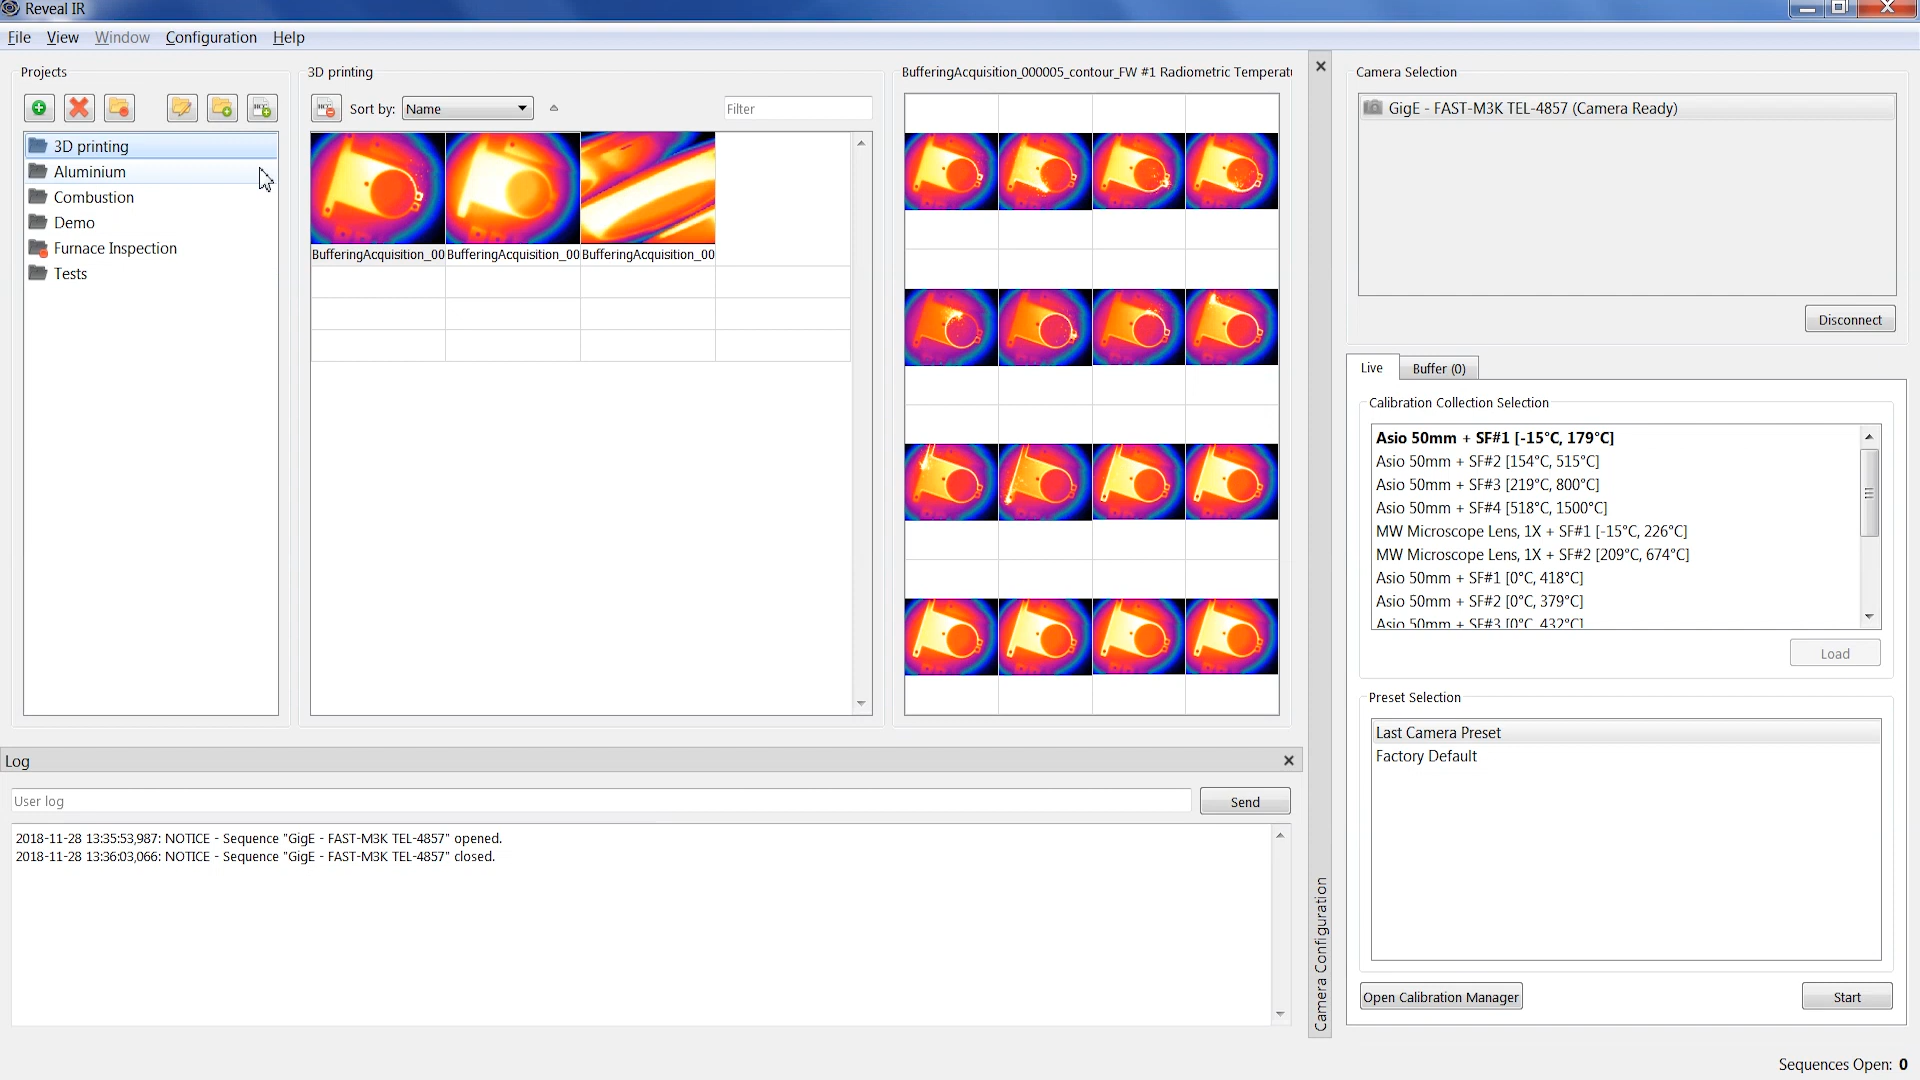 Reveal IR
File View Window Configuration Help
Projects
3D printing
Aluminium
Combustion
Demo
Furnace Inspection
Tests
3D printing
Sort by: Name
Filter
BufferingAcquisition_00 BufferingAcquisition_00 BufferingAcquisition_00
BufferingAcquisition_000005_contour_FW #1 Radiometric Temperatu
Camera Configuration
Camera Selection
GigE - FAST-M3K TEL-4857 (Camera Ready)
Disconnect
Live Buffer (0)
Calibration Collection Selection
Asio 50mm + SF#1 [-15°C, 179°C]
Asio 50mm + SF#2 [154°C, 515°C]
Asio 50mm + SF#3 [219°C, 800°C]
Asio 50mm + SF#4 [518°C, 1500°C]
MW Microscope Lens, 1X + SF#1 [-15°C, 226°C]
MW Microscope Lens, 1X + SF#2 [209°C, 674°C]
Asio 50mm + SF#1 [0°C, 418°C]
Asio 50mm + SF#2 [0°C, 379°C]
Asio 50mm + SF#3 [0°C, 432°C]
Load
Preset Selection
Last Camera Preset
Factory Default
Open Calibration Manager
Start
Log
User log
Send
2018-11-28 13:35:53,987: NOTICE - Sequence "GigE - FAST-M3K TEL-4857" opened.
2018-11-28 13:36:03,066: NOTICE - Sequence "GigE - FAST-M3K TEL-4857" closed.
Sequences Open: 0